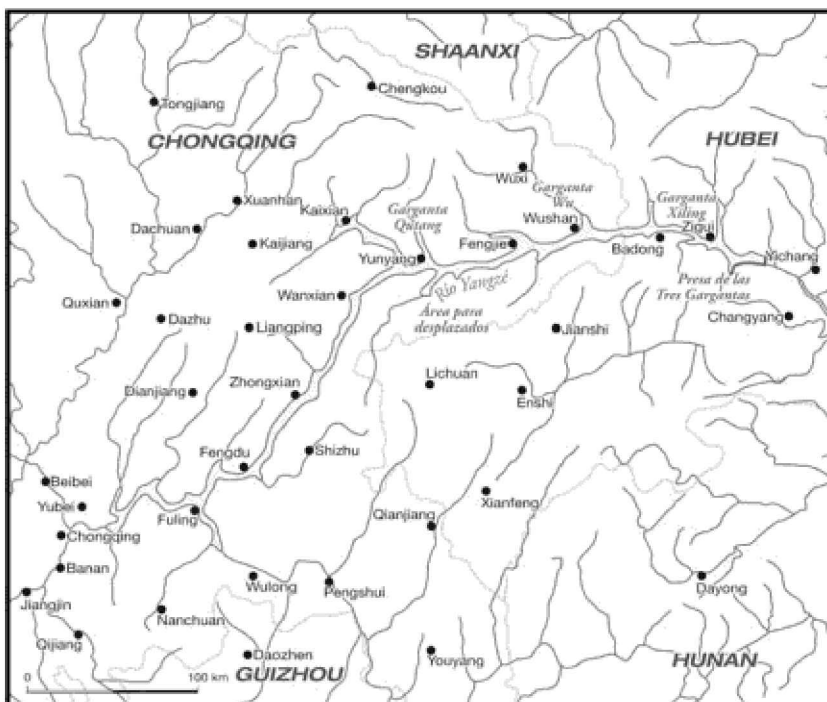 SHAANXI
Chengkou
Tongjiang
CHONGQING
HUBEI
Wuxi
Garganta
Wu
Garganta
Xiling
Xuanhan
Kaixian
Garganta
Qutang
Wushan
Zigui
Dachuan
Kaijiang
Fengjie
Badong
Yichang
Yunyang
Quxian
Wanxian
Río Yangzé
Presa de las
Tres Gargantas
Dazhu
Liangping
Área para
desplazados
Jianshi
Changyang
Dianjiang
Zhongxian
Lichuan
Enshi
Fengdu
Shizhu
Beibei
Yubei
Fuling
Qianjiang
Xianfeng
Chongqing
Banan
Wulong
Pengshui
Dayong
Jiangjin
Nanchuan
Qijiang
Daozhen
Youyang
GUIZHOU
HUNAN
0 100 km